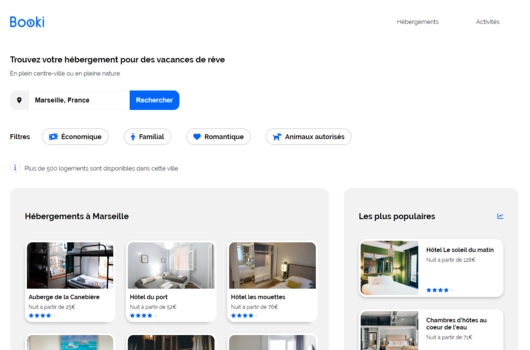 Booki
Hébergements
Activités
Trouvez votre hébergement pour des vacances de rêve
En plein centre-ville ou en pleine nature
Marseille, France
Rechercher
Filtres
Économique
Familial
Romantique
Animaux autorisés
Plus de 500 logements sont disponibles dans cette ville
Hébergements à Marseille
Auberge de la Canebière
Nuit à partir de 25€
Hôtel du port
Nuit à partir de 52€
Hôtel les mouettes
Nuit à partir de 76€
Les plus populaires
Hôtel Le soleil du matin
Nuit à partir de 128€
Chambres d'hôtes au
coeur de l'eau
Nuit à partir de 71€